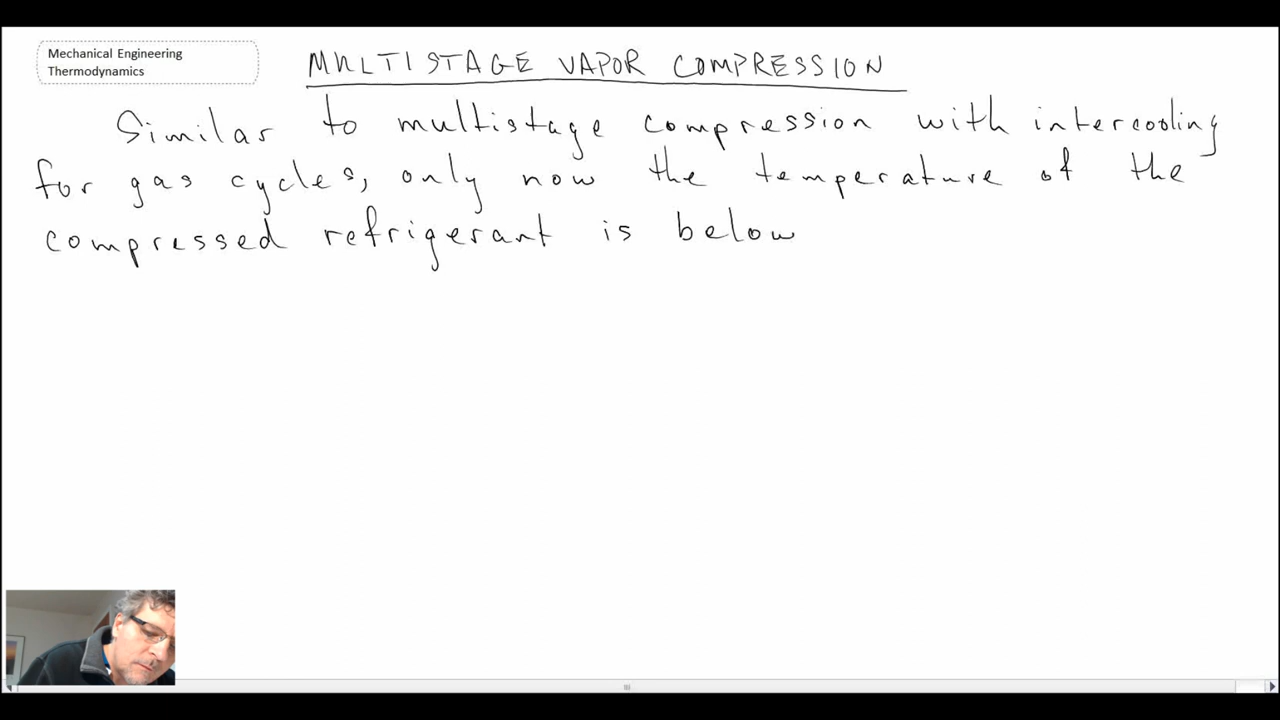 Mechanical Engineering
Thermodynamics
MULTISTAGE VAPOR COMPRESSION
Similar to multistage compression with intercooling
for gas cycles, only now the temperature of the
compressed refrigerant is below